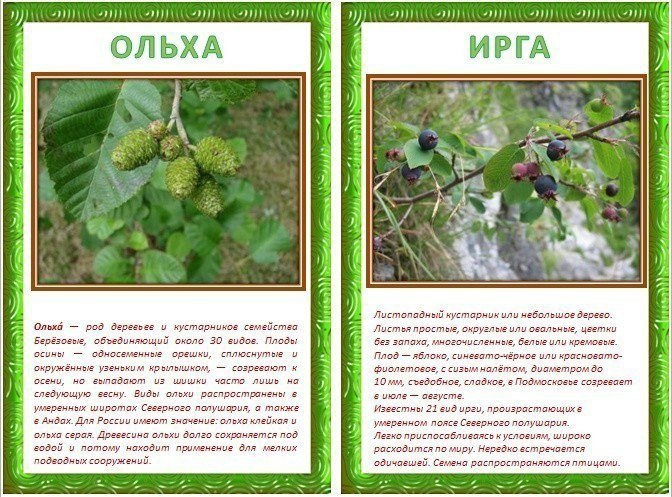 ОЛЬХА
Ольха́ — род деревьев и кустарников семейства
Берёзовые, объединяющий около 30 видов. Плоды
осины — односеменные орешки, сплюснутые и
окружённые узеньким крылышком, — созревают к
осени, но выпадают из шишки часто лишь на
следующую весну. Виды ольхи распространены в
умеренных широтах Северного полушария, а также
в Андах. Для России имеют значение: ольха клейкая и
ольха серая. Древесина ольхи долго сохраняется под
водой и потому находит применение для мелких
подводных сооружений.
ИРГА
Листопадный кустарник или небольшое дерево.
Листья простые, округлые или овальные, цветки
без запаха, многочисленные, белые или кремовые.
Плод — яблоко, синевато-чёрное или красновато-
фиолетовое, с сизым налётом, диаметром до
10 мм, съедобное, сладкое, в Подмосковье созревает
в июле — августе.
Известны 21 вид ирги, произрастающих в
умеренном поясе Северного полушария.
Легко приспосабливаясь к условиям, широко
расходится по миру. Нередко встречается
одичавшей. Семена распространяются птицами.